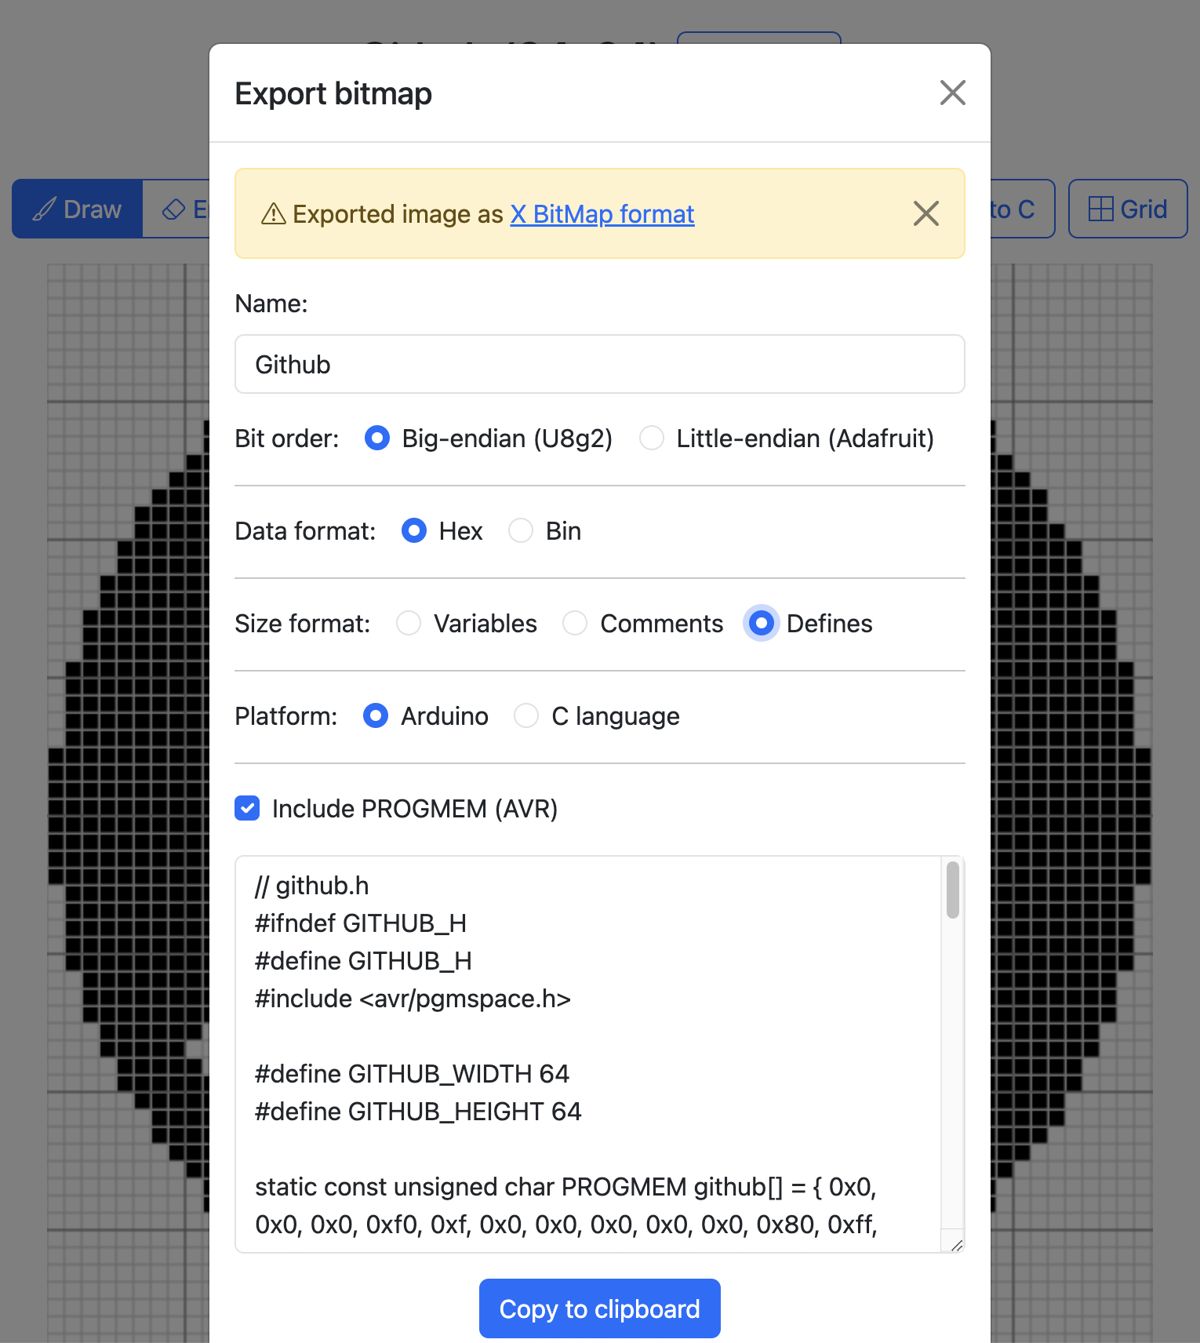 Export bitmap
Draw
E
to C
Grid
Exported image as X BitMap format
Name:
Github
Bit order: Big-endian (U8g2) Little-endian (Adafruit)
Data format: Hex Bin
Size format: Variables Comments Defines
Platform: Arduino C language
Include PROGMEM (AVR)
// github.h
#ifndef GITHUB_H
#define GITHUB_H
#include <avr/pgmspace.h>
#define GITHUB_WIDTH 64
#define GITHUB_HEIGHT 64
static const unsigned char PROGMEM github[] = { 0x0,
0x0, 0x0, 0xf0, 0xf, 0x0, 0x0, 0x0, 0x0, 0x0, 0x80, 0xff,
Copy to clipboard